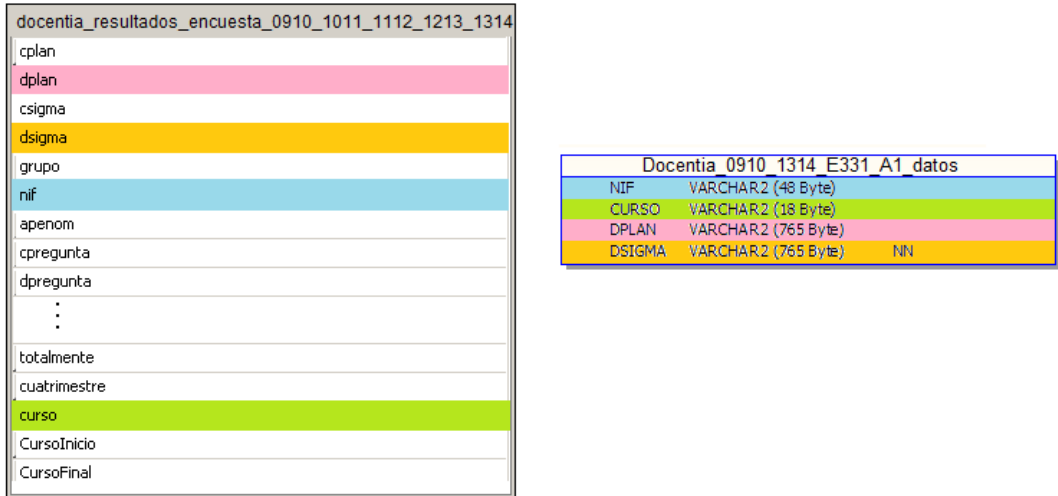 docentia_resultados_encuesta_0910_1011_1112_1213_1314
cplan
dplan
csigma
dsigma
grupo
nif
apenom
cpregunta
dpregunta
totalmente
cuatrimestre
curso
CursoInicio
CursoFinal
Docentia_0910_1314_E331_A1_datos
NIF VARCHAR2 (48 Byte)
CURSO VARCHAR2 (18 Byte)
DPLAN VARCHAR2 (765 Byte)
DSIGMA VARCHAR2 (765 Byte) NN